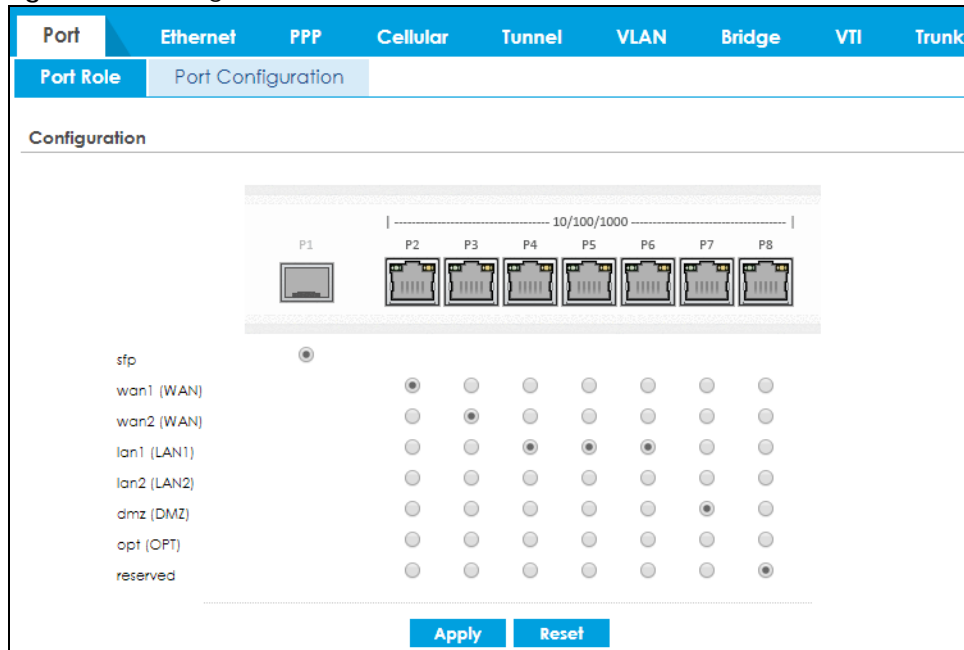 Port Ethernet PPP Cellular Tunnel VLAN Bridge VTI Trunk
Port Role Port Configuration
Configuration
10/100/1000
P1 P2 P3 P4 P5 P6 P7 P8
sfp
wan1 (WAN)
wan2 (WAN)
lan1 (LAN1)
lan2 (LAN2)
dmz (DMZ)
opt (OPT)
reserved
Apply Reset